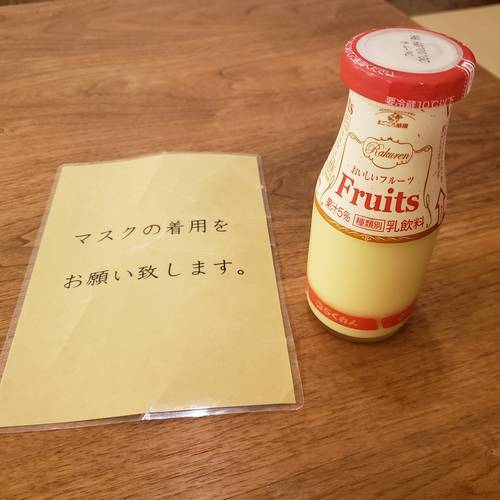 マスクの着用を
お願い致します。
要冷蔵10℃以下
Rakuren
おいしいフルーツ
Fruits
果汁5% 種類別 乳飲料